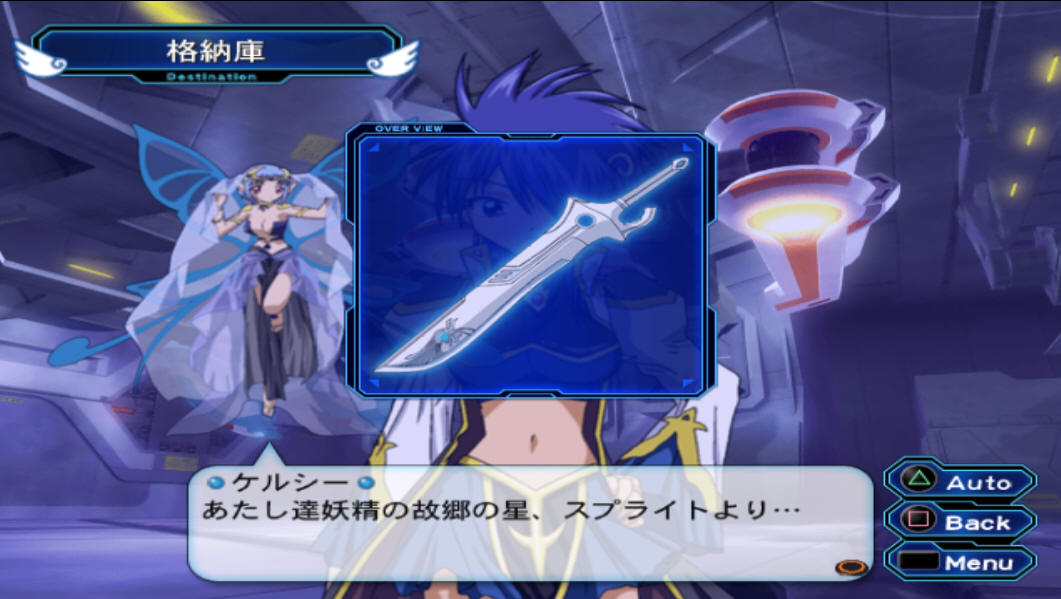 格納庫
Destination
OVER VIEW
ケルシー
あたし達妖精の故郷の星、スプライトより…
Auto
Back
Menu